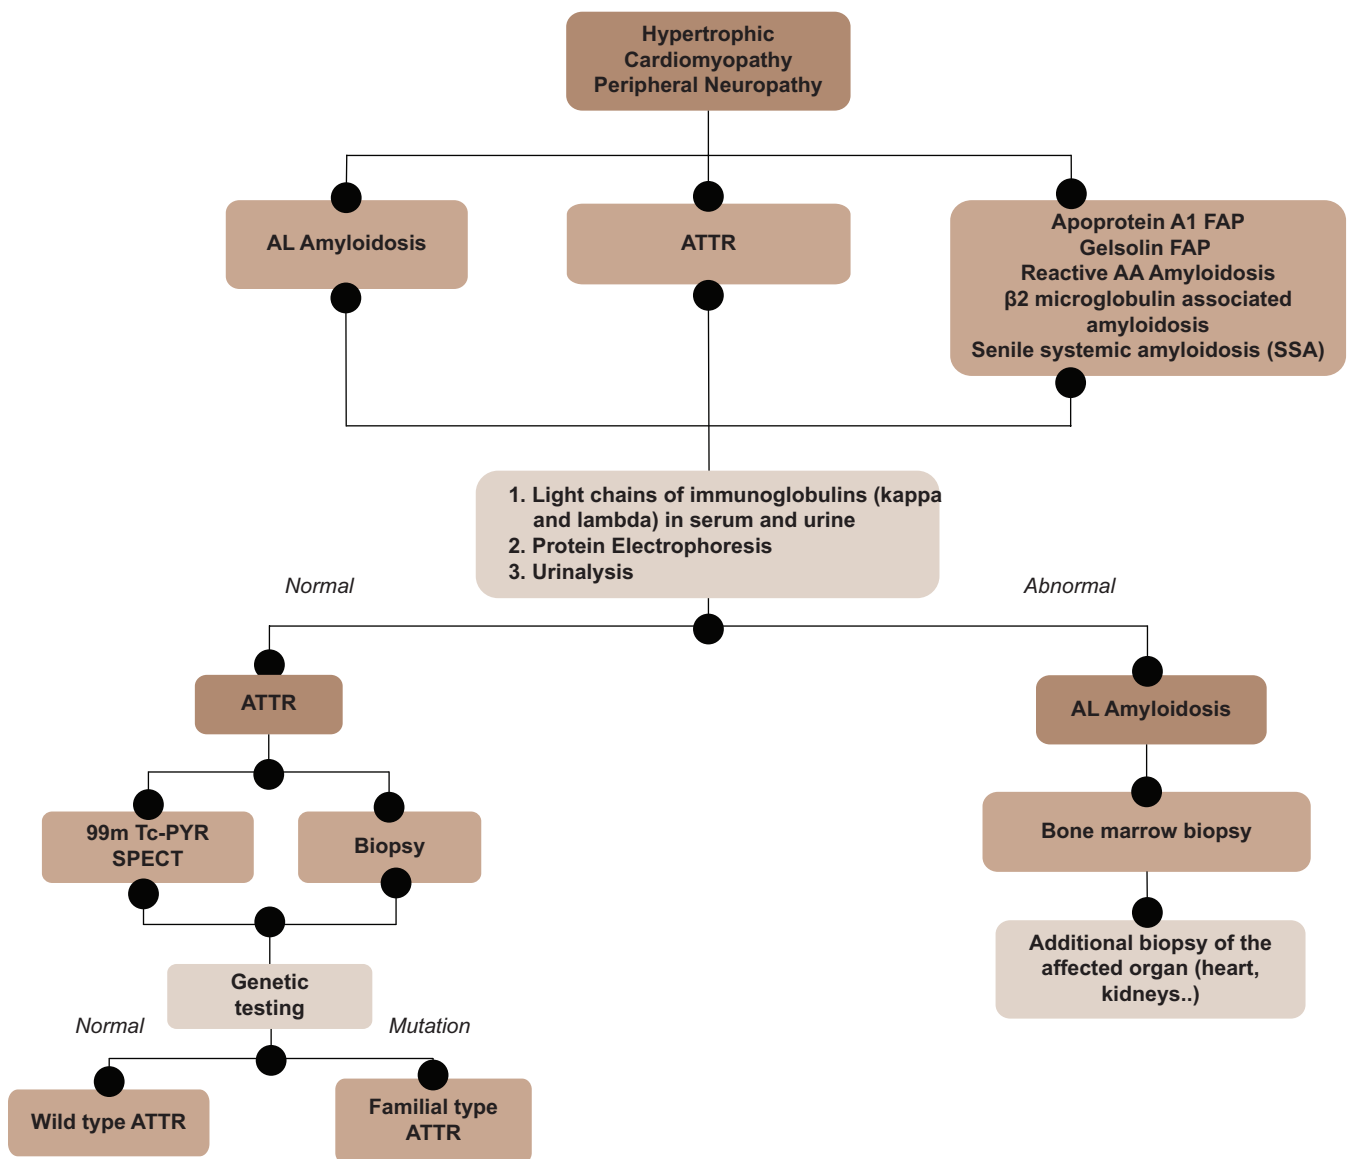 Hypertrophic
Cardiomyopathy
Peripheral Neuropathy
AL Amyloidosis
ATTR
Apoprotein A1 FAP
Gelsolin FAP
Reactive AA Amyloidosis
β2 microglobulin associated
amyloidosis
Senile systemic amyloidosis (SSA)
1. Light chains of immunoglobulins (kappa
and lambda) in serum and urine
2. Protein Electrophoresis
3. Urinalysis
Normal
Abnormal
ATTR
AL Amyloidosis
99m Tc-PYR
SPECT
Biopsy
Bone marrow biopsy
Additional biopsy of the
affected organ (heart,
kidneys..)
Genetic
testing
Normal
Mutation
Wild type ATTR
Familial type
ATTR